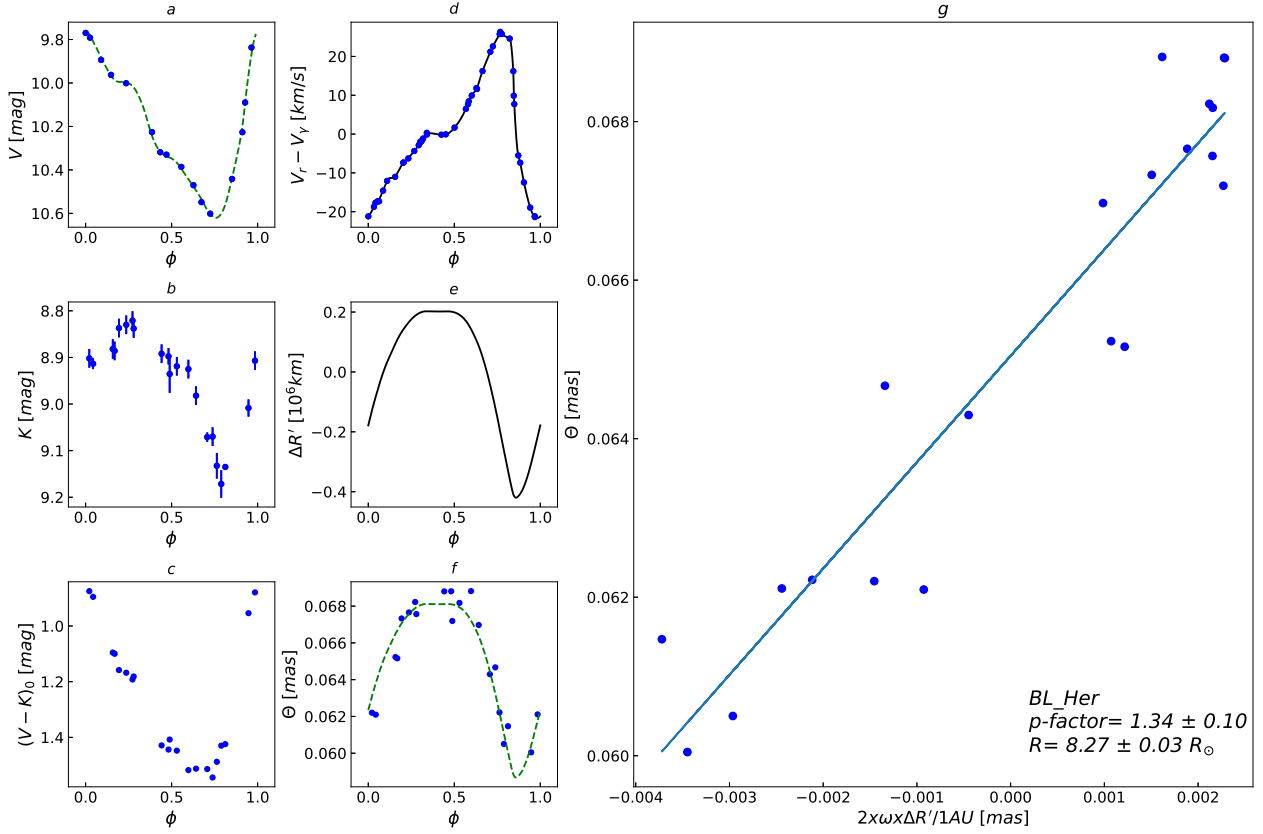 a
V [mag]
9.8
10.0
10.2
10.4
10.6
0.0 0.5 1.0
ϕ
d
V_r − V_γ [km/s]
20
10
0
−10
−20
0.0 0.5 1.0
ϕ
b
K [mag]
8.8
8.9
9.0
9.1
9.2
0.0 0.5 1.0
ϕ
e
ΔR′ [10⁶km]
0.2
0.0
−0.2
−0.4
0.0 0.5 1.0
ϕ
c
(V − K)₀ [mag]
1.0
1.2
1.4
0.0 0.5 1.0
ϕ
f
Θ [mas]
0.068
0.066
0.064
0.062
0.060
0.0 0.5 1.0
ϕ
g
Θ [mas]
0.068
0.066
0.064
0.062
0.060
BL_Her
p-factor= 1.34 ± 0.10
R= 8.27 ± 0.03 R_⊙
−0.004 −0.003 −0.002 −0.001 0.000 0.001 0.002
2xωxΔR′/1AU [mas]